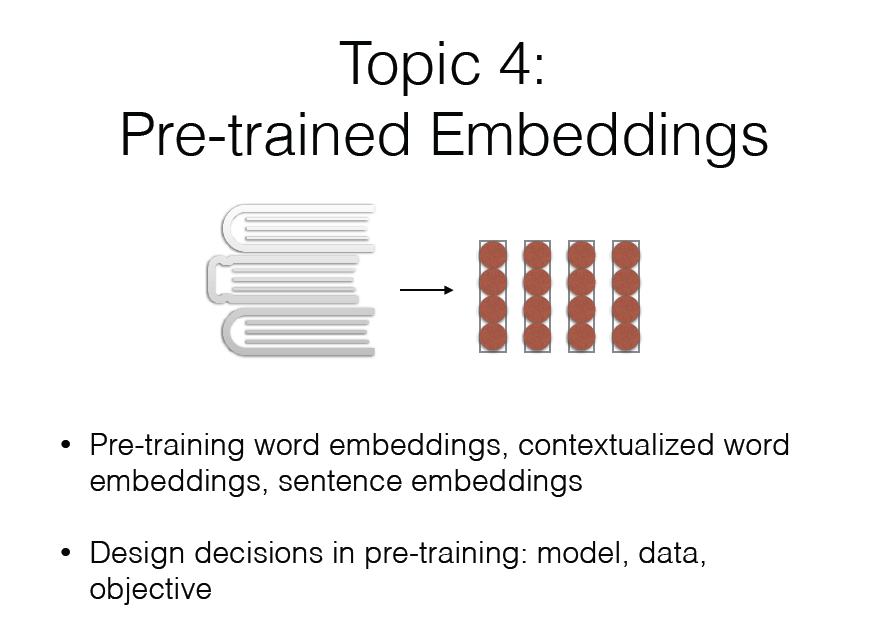 Topic 4:
Pre-trained Embeddings
• Pre-training word embeddings, contextualized word
embeddings, sentence embeddings
• Design decisions in pre-training: model, data,
objective